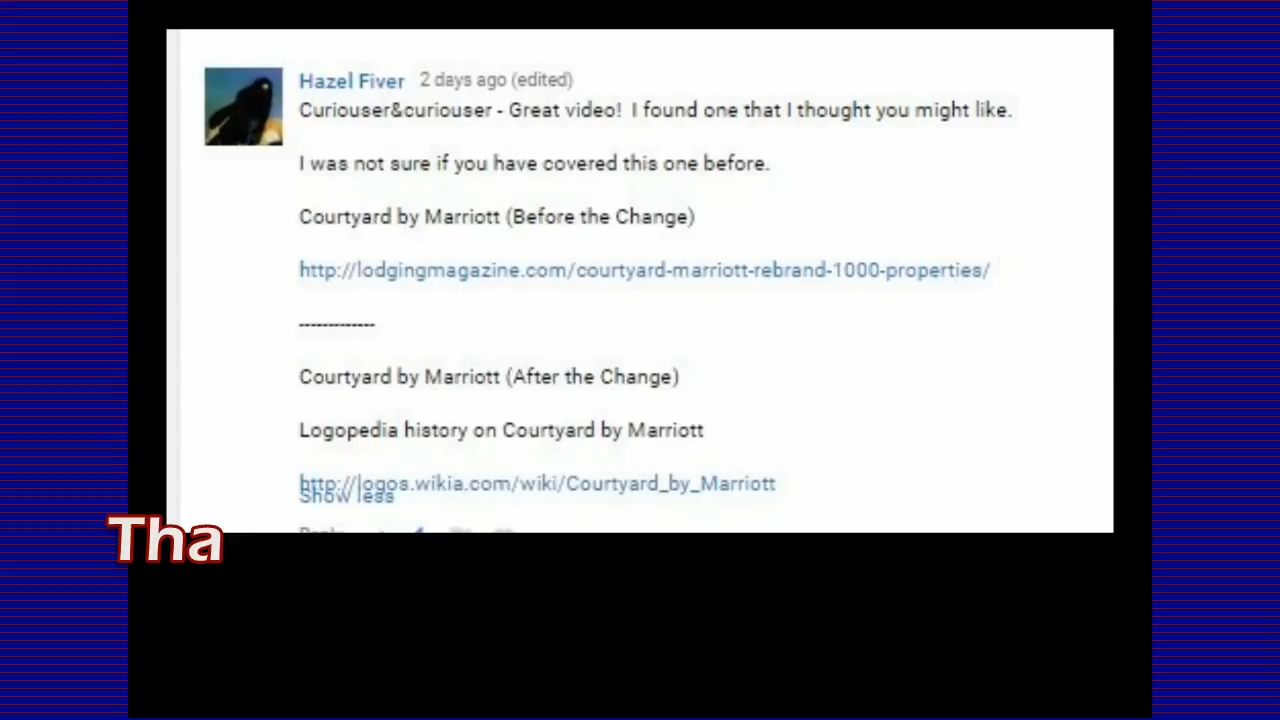 Hazel Fiver 2 days ago (edited)
Curiouser&curiouser - Great video! I found one that I thought you might like.
I was not sure if you have covered this one before.
Courtyard by Marriott (Before the Change)
http://lodgingmagazine.com/courtyard-marriott-rebrand-1000-properties/
-------------
Courtyard by Marriott (After the Change)
Logopedia history on Courtyard by Marriott
http://logos.wikia.com/wiki/Courtyard_by_Marriott
Show less
Tha